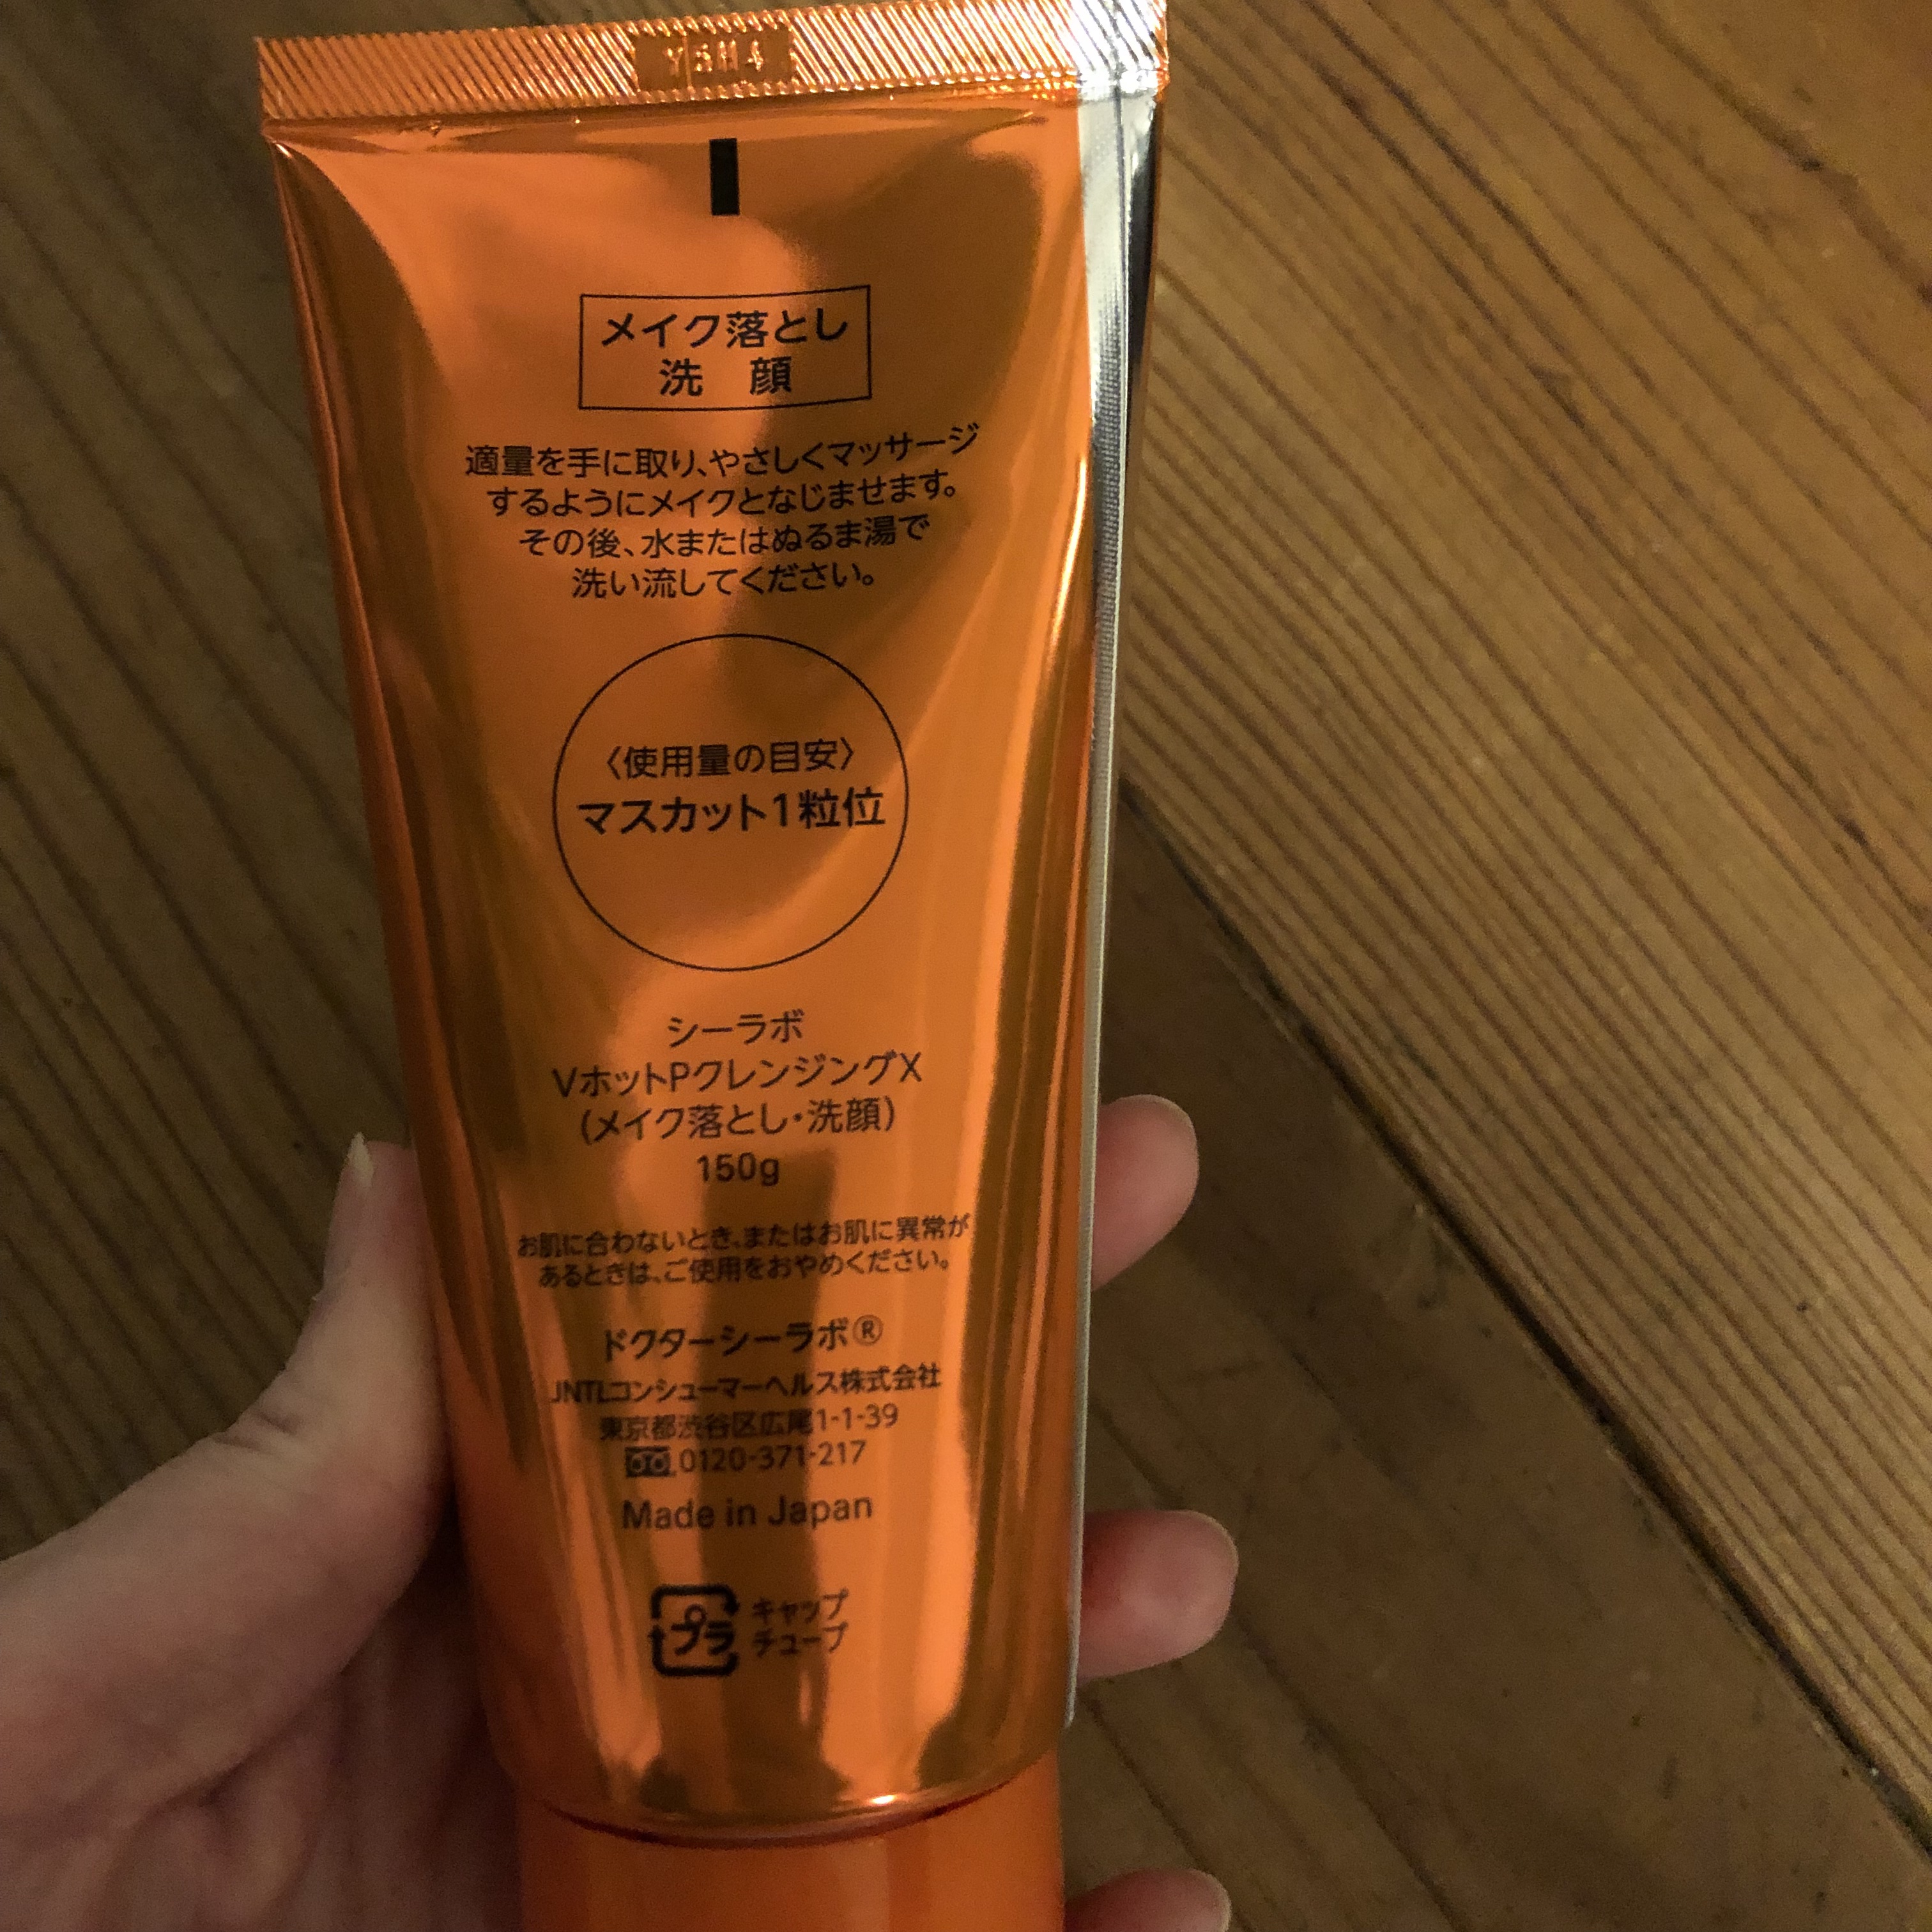 メイク落とし
洗 顔
適量を手に取り、やさしくマッサージ
するようにメイクとなじませます。
その後、水またはぬるま湯で
洗い流してください。
〈使用量の目安〉
マスカット1粒位
シーラボ
VホットPクレンジングX
(メイク落とし・洗顔)
150g
お肌に合わないとき、またはお肌に異常が
あるときは、ご使用をおやめください。
ドクターシーラボ®
JNTLコンシューマーヘルス株式会社
東京都渋谷区広尾1-1-39
0120-371-217
Made in Japan
プラ キャップ
チューブ